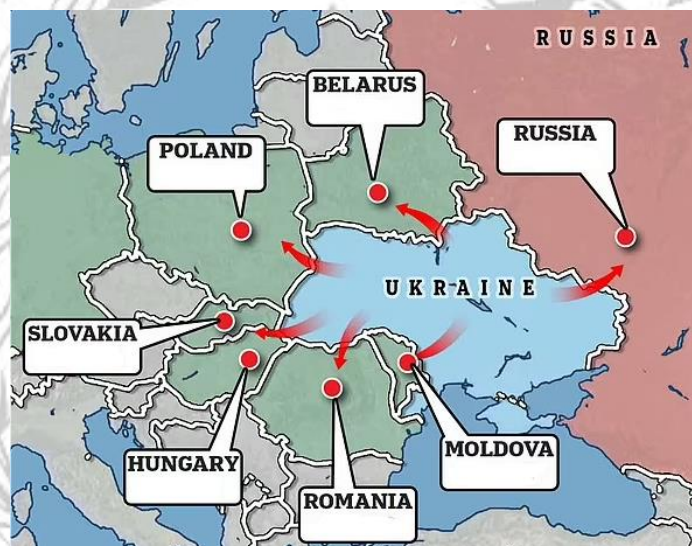 RUSSIA
BELARUS
RUSSIA
POLAND
UKRAINE
SLOVAKIA
HUNGARY
MOLDOVA
ROMANIA